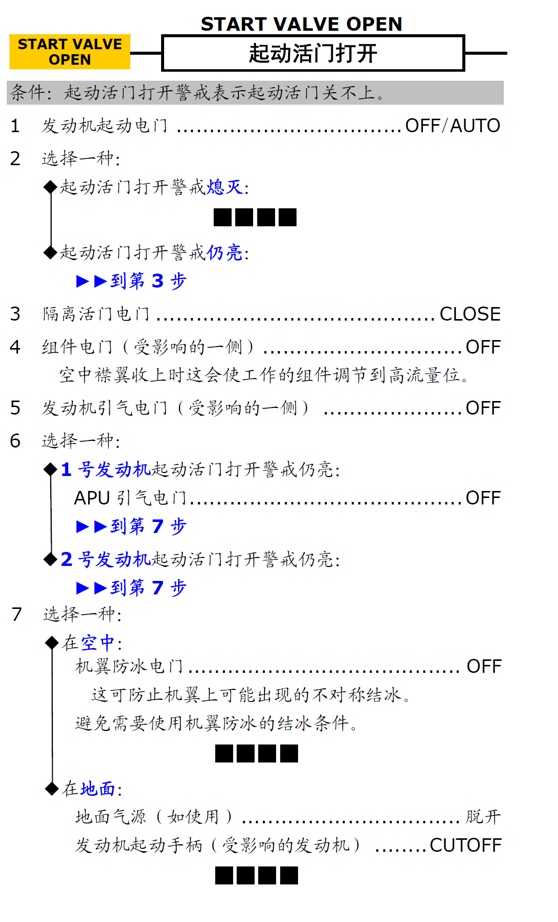 START VALVE OPEN
START VALVE OPEN
起动活门打开
条件：起动活门打开警戒表示起动活门关不上。
1 发动机起动电门 ..................................OFF/AUTO
2 选择一种：
◆起动活门打开警戒熄灭：
■■■■
◆起动活门打开警戒仍亮：
►►到第 3 步
3 隔离活门电门 ........................................... CLOSE
4 组件电门（受影响的一侧）...............................OFF
空中襟翼收上时这会使工作的组件调节到高流量位。
5 发动机引气电门（受影响的一侧） .....................OFF
6 选择一种：
◆1 号发动机起动活门打开警戒仍亮：
APU 引气电门..........................................OFF
►►到第 7 步
◆2 号发动机起动活门打开警戒仍亮：
►►到第 7 步
7 选择一种：
◆在空中：
机翼防冰电门.......................................... OFF
这可防止机翼上可能出现的不对称结冰。
避免需要使用机翼防冰的结冰条件。
■■■■
◆在地面：
地面气源（如使用）................................. 脱开
发动机起动手柄（受影响的发动机） ........CUTOFF
■■■■